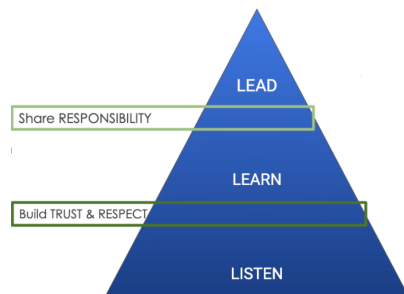 LEAD
Share RESPONSIBILITY
LEARN
Build TRUST & RESPECT
LISTEN